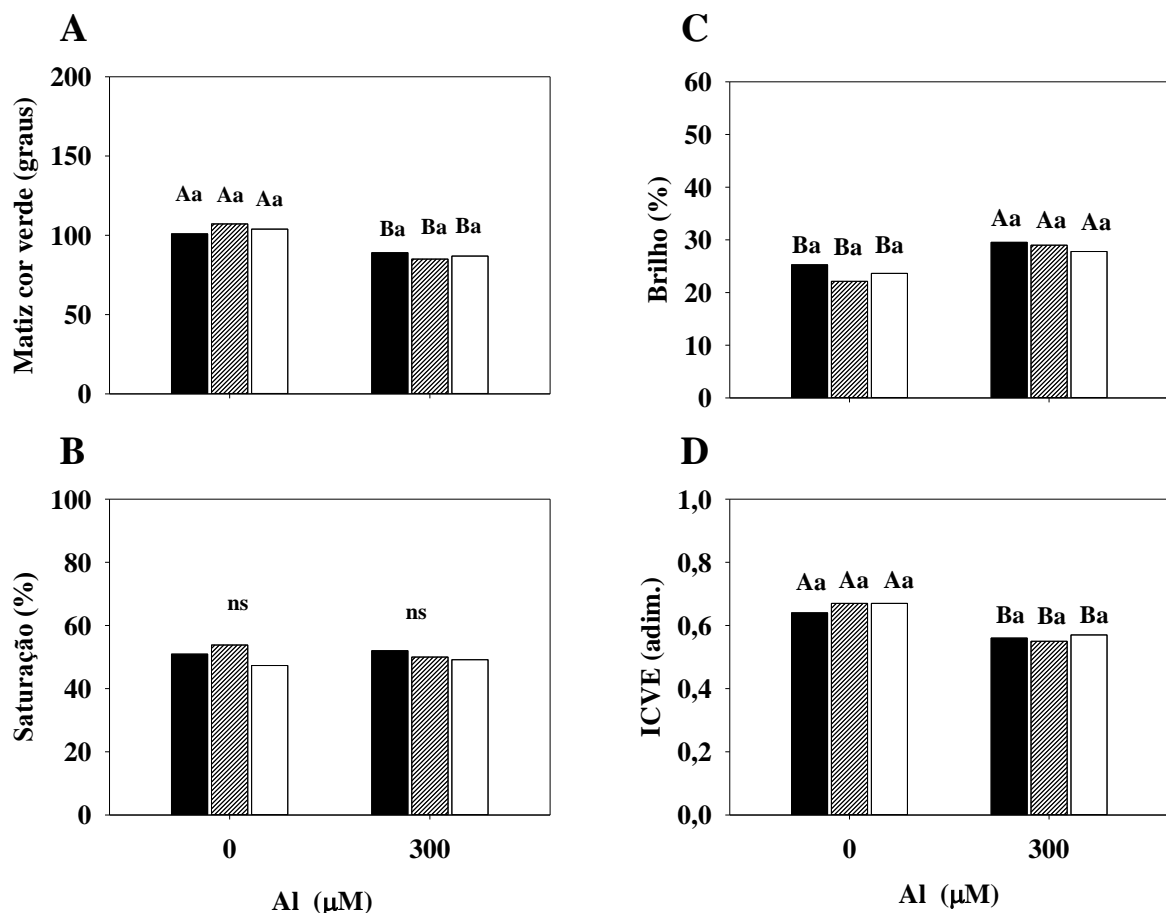 A
Matiz cor verde (graus)
200
150
100
50
0
Aa Aa Aa
Ba Ba Ba
C
Brilho (%)
60
50
40
30
20
10
0
Ba Ba Ba
Aa Aa Aa
B
Saturação (%)
100
80
60
40
20
0
ns
ns
0
300
Al (µM)
D
ICVE (adim.)
1,0
0,8
0,6
0,4
0,2
0,0
Aa Aa Aa
Ba Ba Ba
0
300
Al (µM)